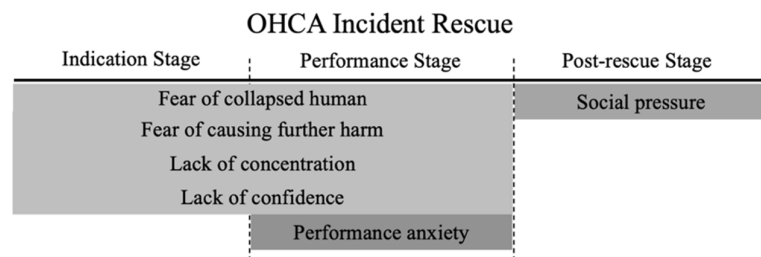 OHCA Incident Rescue
Indication Stage Performance Stage Post-rescue Stage
Fear of collapsed human Social pressure
Fear of causing further harm
Lack of concentration
Lack of confidence
Performance anxiety